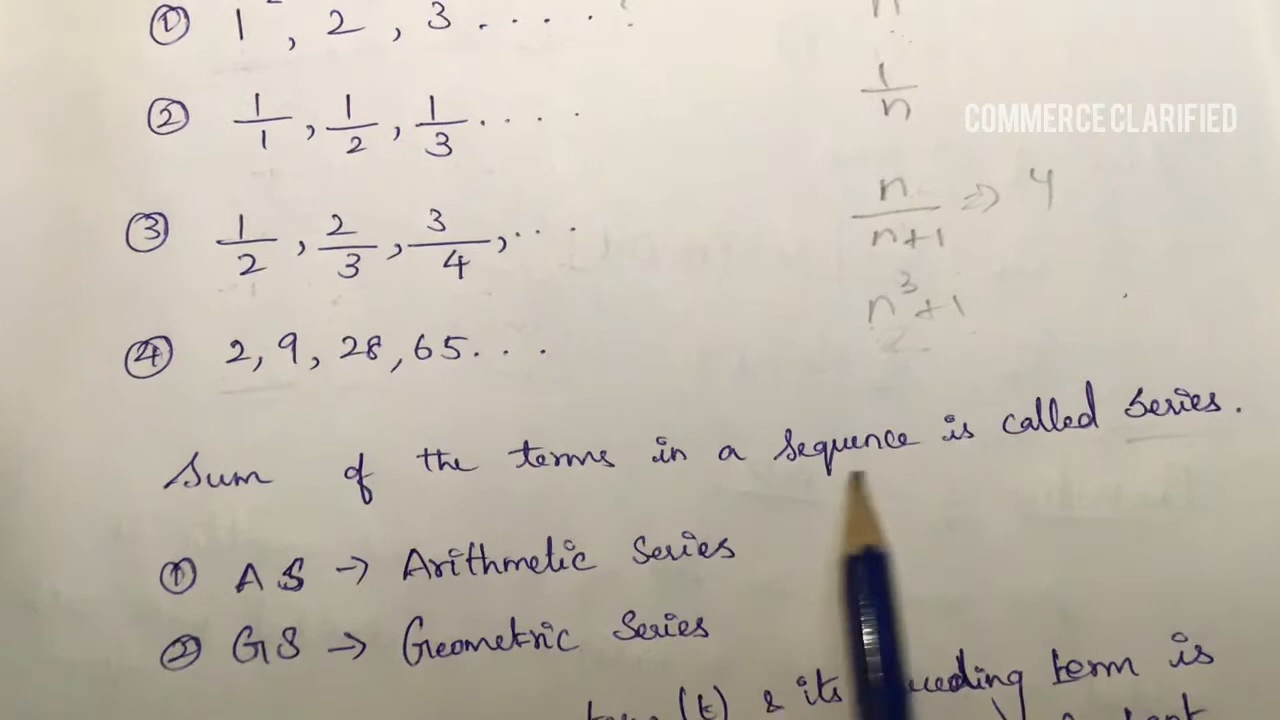 ① 1, 2, 3 . . . . n
② 1/1, 1/2, 1/3 . . . . 1/n
COMMERCE CLARIFIED
③ 1/2, 2/3, 3/4, . . . n/n+1 ⇒ 4
n³+1
④ 2, 9, 28, 65 . . .
Sum of the terms in a sequence is called series.
① AS → Arithmetic Series
② GS → Geometric Series
(t) & its term is